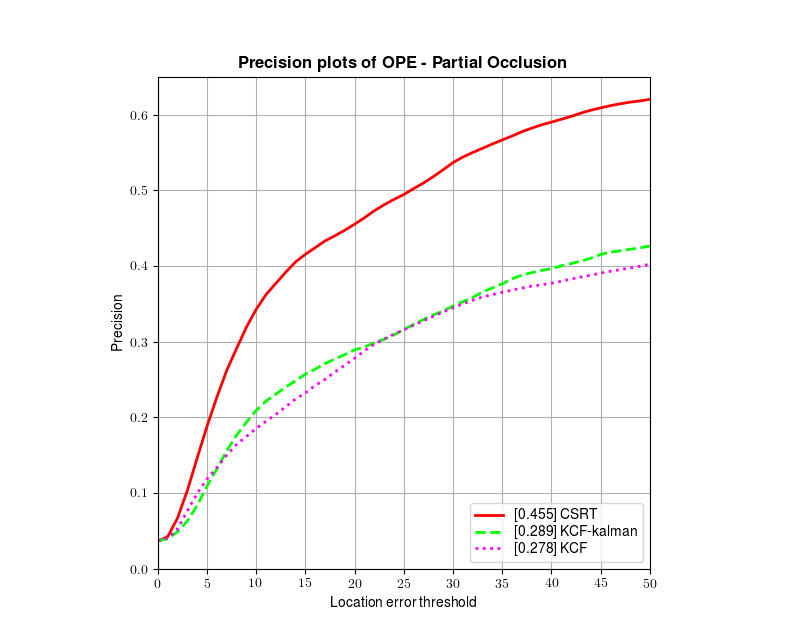 Precision plots of OPE - Partial Occlusion
0.6
0.5
0.4
0.3
0.2
0.1
0.0
Precision
0 5 10 15 20 25 30 35 40 45 50
Location error threshold
[0.455] CSRT
[0.289] KCF-kalman
[0.278] KCF